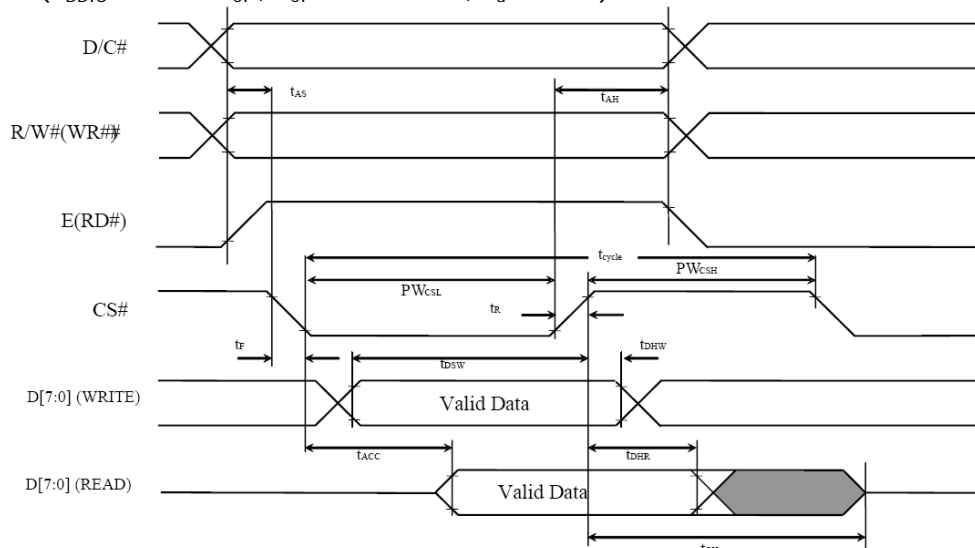 D/C#
tAS
tAH
R/W#(WR##
E(RD#)
tcycle
PWCSH
PWCSL
CS#
tR
tF
tDSW
tDHW
D[7:0] (WRITE)
Valid Data
tACC
tDHR
D[7:0] (READ)
Valid Data